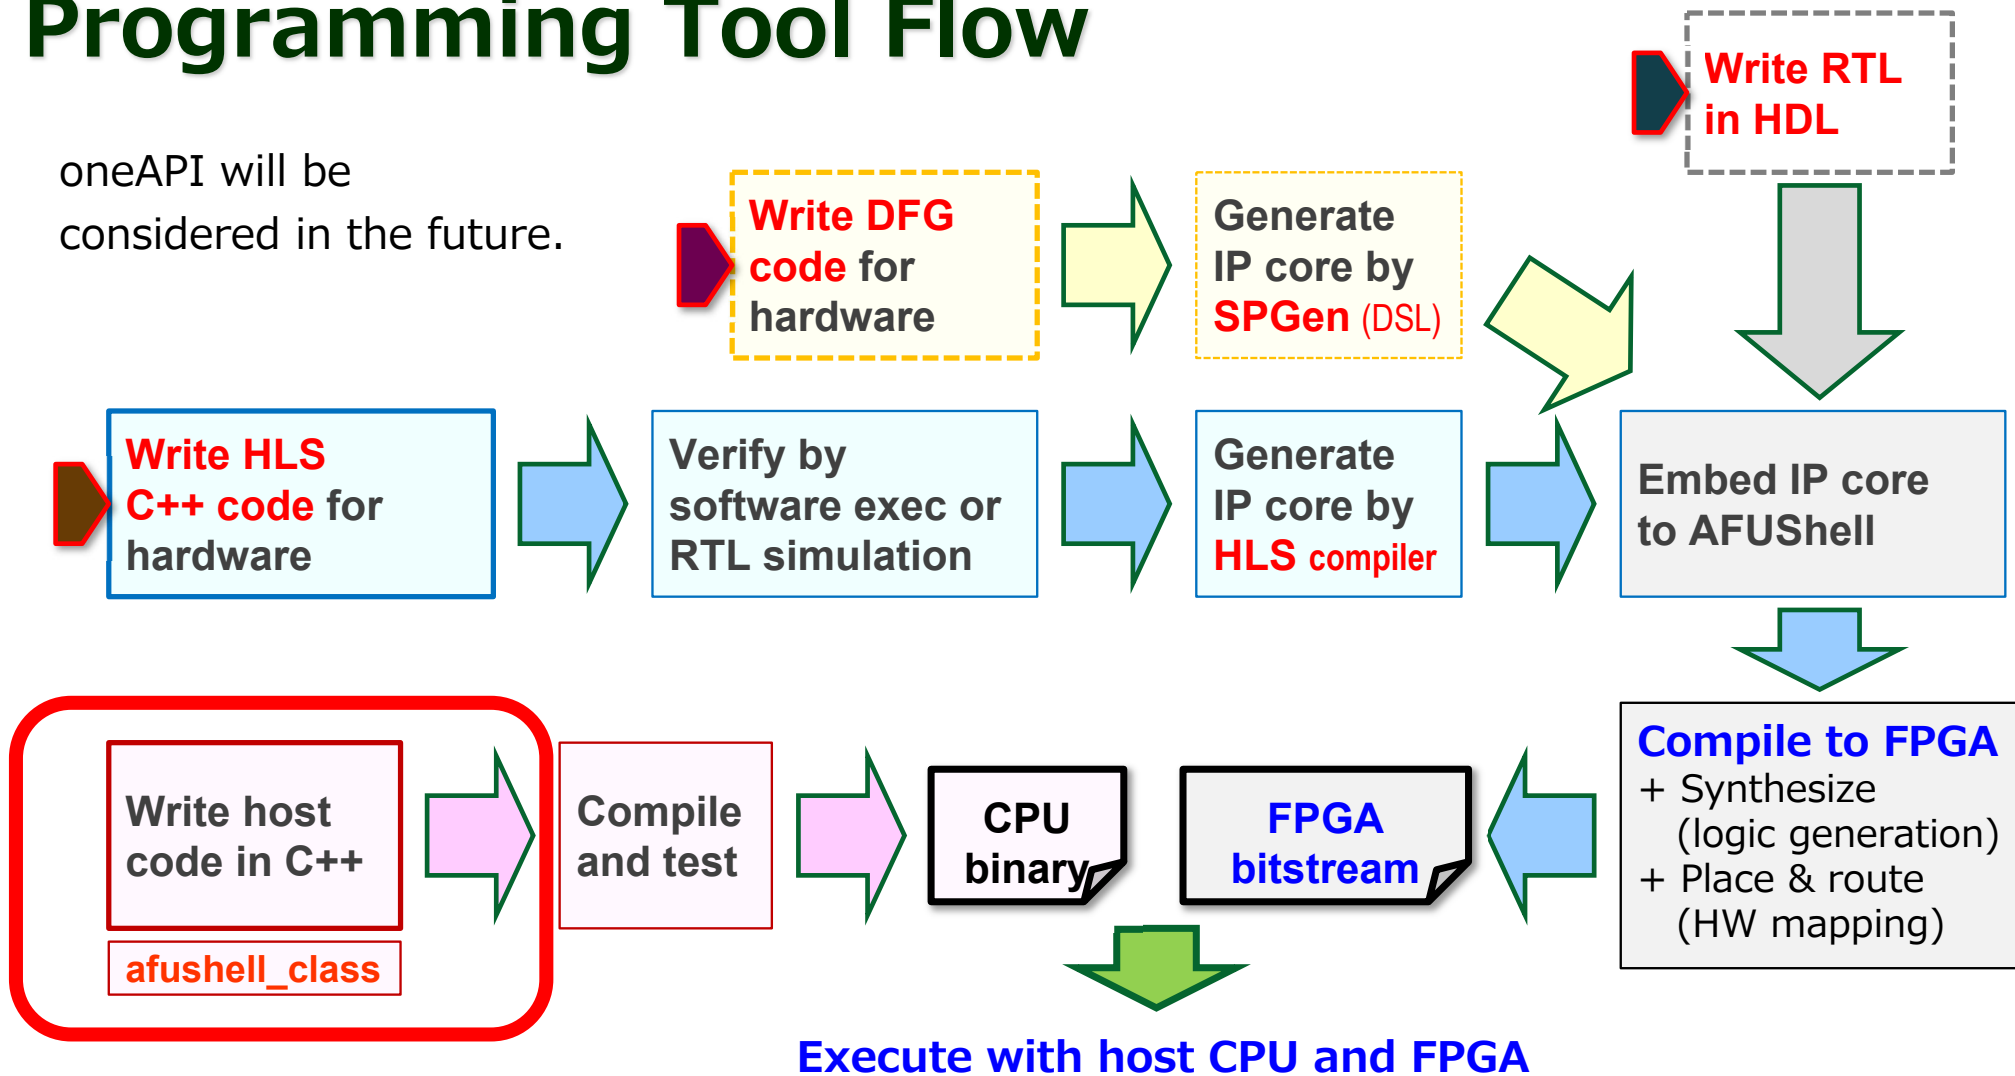 Programming Tool Flow
oneAPI will be
considered in the future.
Write RTL
in HDL
Write DFG
code for
hardware
Generate
IP core by
SPGen (DSL)
Write HLS
C++ code for
hardware
Verify by
software exec or
RTL simulation
Generate
IP core by
HLS compiler
Embed IP core
to AFUShell
Write host
code in C++
afushell_class
Compile
and test
CPU
binary
FPGA
bitstream
Compile to FPGA
+ Synthesize
(logic generation)
+ Place & route
(HW mapping)
Execute with host CPU and FPGA